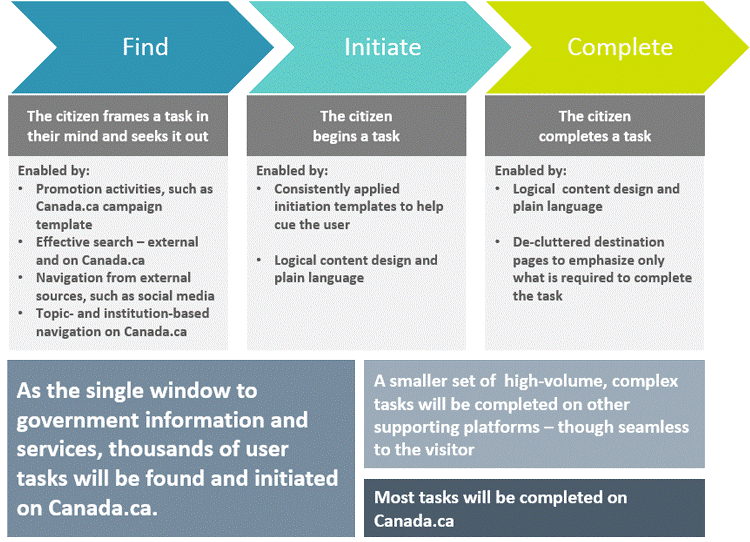 Find
Initiate
Complete
The citizen frames a task in
their mind and seeks it out
Enabled by:
• Promotion activities, such as
Canada.ca campaign
template
• Effective search – external
and on Canada.ca
• Navigation from external
sources, such as social media
• Topic- and institution-based
navigation on Canada.ca
The citizen
begins a task
Enabled by:
• Consistently applied
initiation templates to help
cue the user
• Logical content design and
plain language
The citizen
completes a task
Enabled by:
• Logical content design and
plain language
• De-cluttered destination
pages to emphasize only
what is required to complete
the task
As the single window to
government information and
services, thousands of user
tasks will be found and initiated
on Canada.ca.
A smaller set of high-volume, complex
tasks will be completed on other
supporting platforms – though seamless
to the visitor
Most tasks will be completed on
Canada.ca